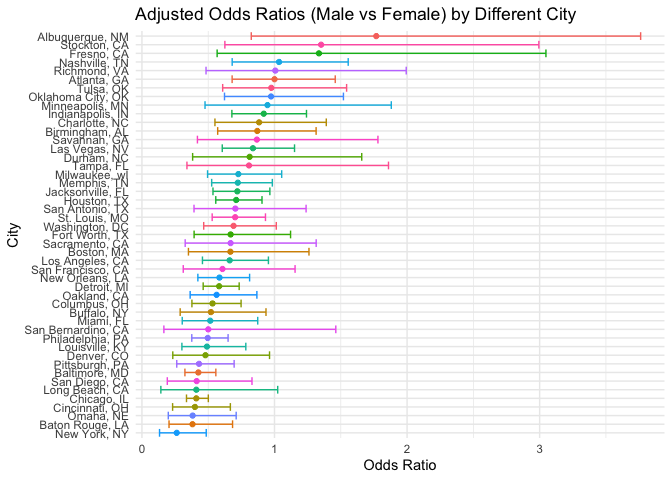 Adjusted Odds Ratios (Male vs Female) by Different City
Albuquerque, NM
Stockton, CA
Fresno, CA
Nashville, TN
Richmond, VA
Atlanta, GA
Tulsa, OK
Oklahoma City, OK
Minneapolis, MN
Indianapolis, IN
Charlotte, NC
Birmingham, AL
Savannah, GA
Las Vegas, NV
Durham, NC
Tampa, FL
Milwaukee, wI
Memphis, TN
Jacksonville, FL
Houston, TX
San Antonio, TX
St. Louis, MO
Washington, DC
Fort Worth, TX
Sacramento, CA
Boston, MA
Los Angeles, CA
San Francisco, CA
New Orleans, LA
Detroit, MI
Oakland, CA
Columbus, OH
Buffalo, NY
Miami, FL
San Bernardino, CA
Philadelphia, PA
Louisville, KY
Denver, CO
Pittsburgh, PA
Baltimore, MD
San Diego, CA
Long Beach, CA
Chicago, IL
Cincinnati, OH
Omaha, NE
Baton Rouge, LA
New York, NY
City
0 1 2 3
Odds Ratio